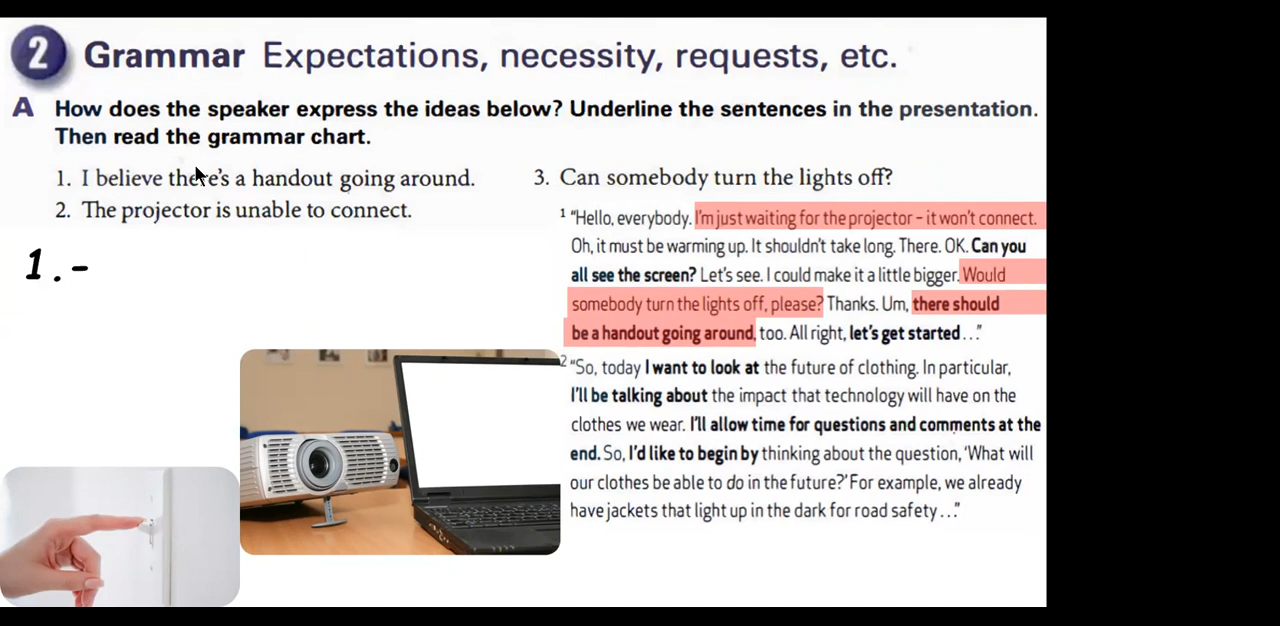 2 Grammar Expectations, necessity, requests, etc.
A How does the speaker express the ideas below? Underline the sentences in the presentation.
Then read the grammar chart.
1. I believe there's a handout going around.
2. The projector is unable to connect.
3. Can somebody turn the lights off?
1.-
1 "Hello, everybody. I'm just waiting for the projector – it won't connect.
Oh, it must be warming up. It shouldn't take long. There. OK. Can you
all see the screen? Let's see. I could make it a little bigger. Would
somebody turn the lights off, please? Thanks. Um, there should
be a handout going around, too. All right, let's get started ..."
2 "So, today I want to look at the future of clothing. In particular,
I'll be talking about the impact that technology will have on the
clothes we wear. I'll allow time for questions and comments at the
end. So, I'd like to begin by thinking about the question, 'What will
our clothes be able to do in the future?' For example, we already
have jackets that light up in the dark for road safety ..."